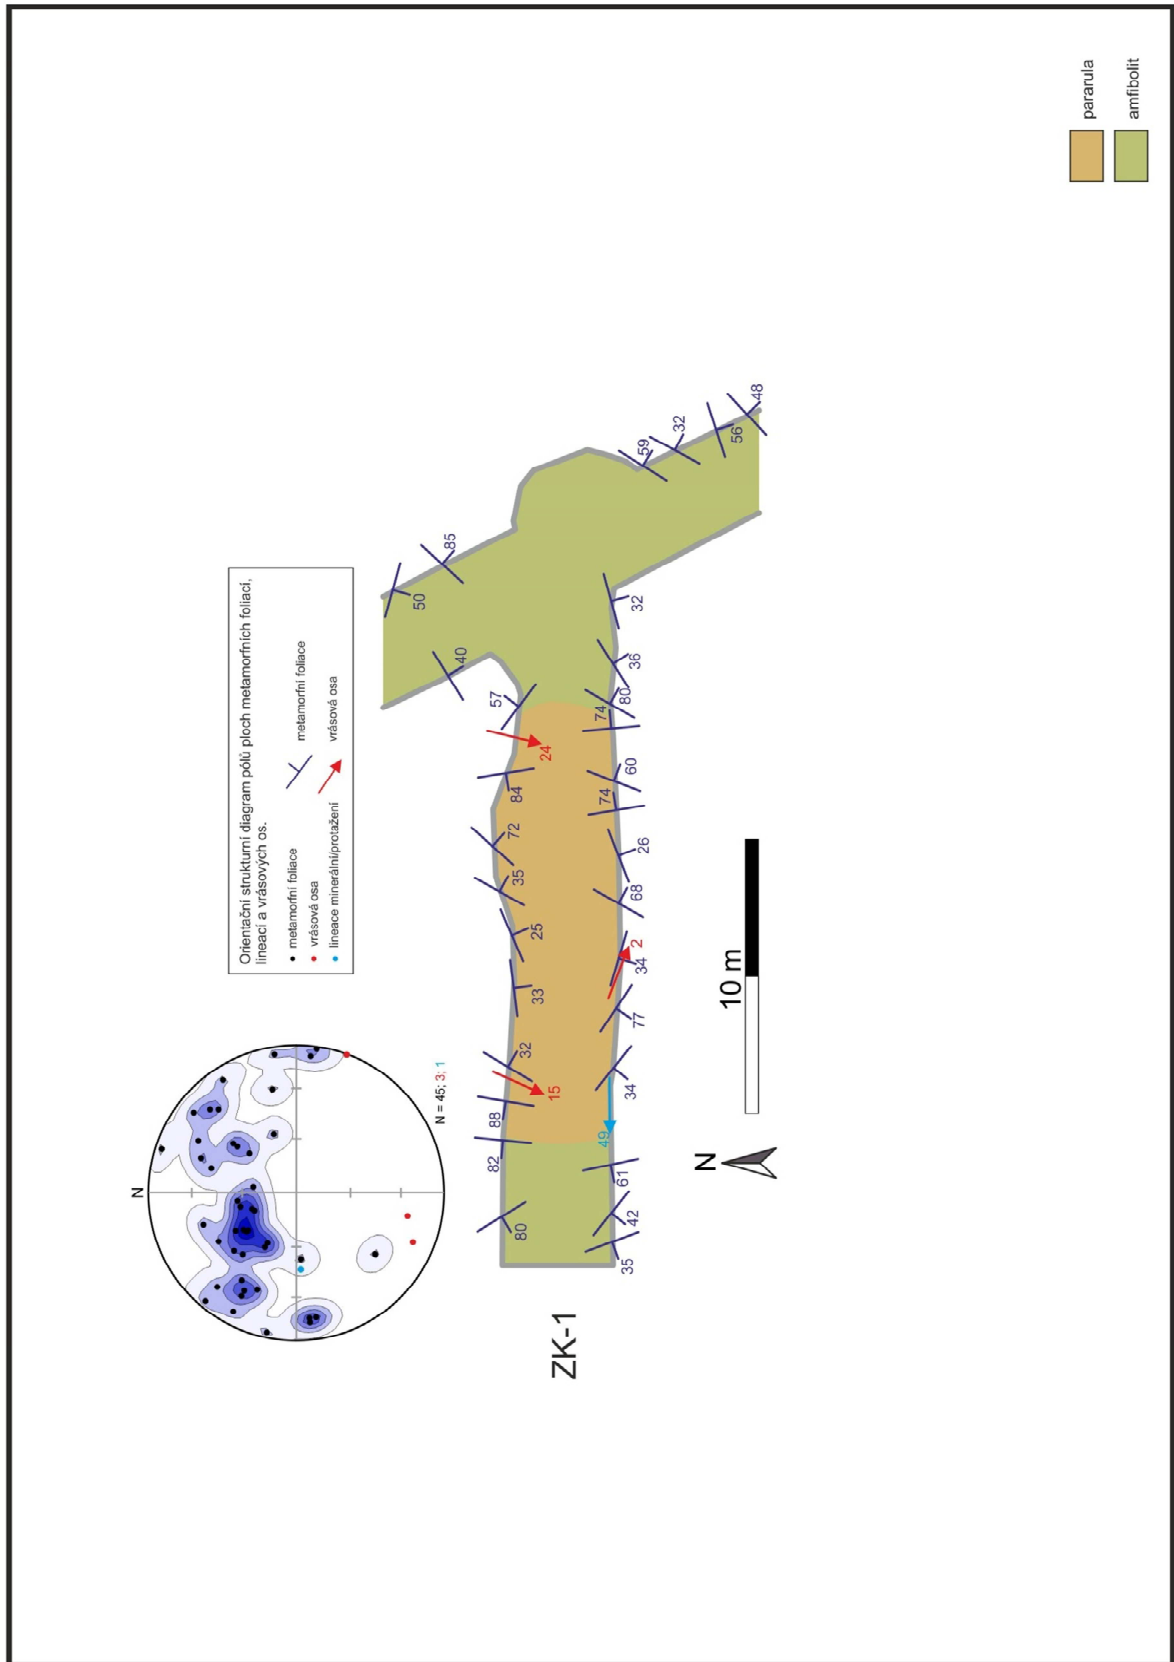 Orientační strukturní diagram pólů ploch metamorfních foliací,
lineací a vrásových os.
metamorfní foliace
vrásová osa
lineace minerální/protažení
metamorfní foliace
vrásová osa
N
N = 45; 3; 1
pararula
amfibolit
50
85
40
57
24
84
72
35
25
33
32
15
88
82
80
59
32
56
48
32
36
80
74
60
74
26
68
2
34
77
34
49
61
42
35
10 m
N
ZK-1